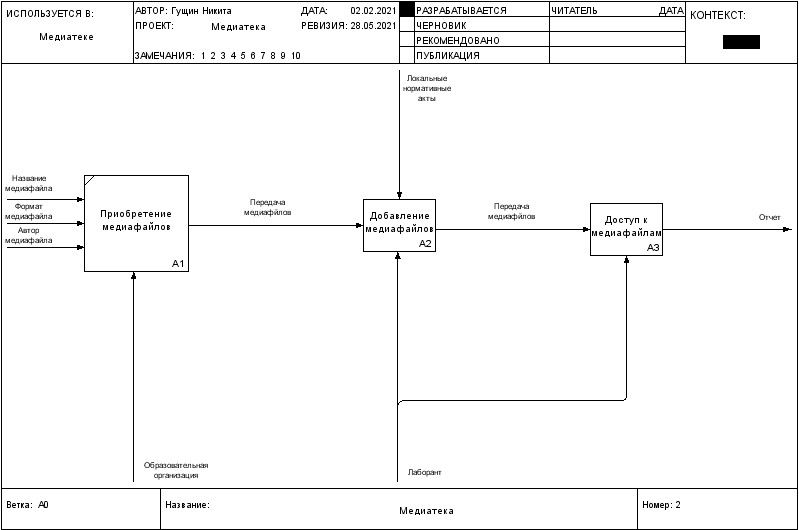 ИСПОЛЬЗУЕТСЯ В:
Медиатеке
АВТОР: Гущин Никита
ДАТА: 02.02.2021
ПРОЕКТ: Медиатека
РЕВИЗИЯ: 28.05.2021
ЗАМЕЧАНИЯ: 1 2 3 4 5 6 7 8 9 10
РАЗРАБАТЫВАЕТСЯ
ЧЕРНОВИК
РЕКОМЕНДОВАНО
ПУБЛИКАЦИЯ
ЧИТАТЕЛЬ ДАТА
КОНТЕКСТ:
Локальные
нормативные
акты
Название
медиафайла
Формат
медиафайла
Автор
медиафайла
Приобретение
медиафайлов
A1
Передача
медиафйлов
Добавление
медиафайлов
A2
Передача
медиафйлов
Доступ к
медиафайлам
A3
Отчет
Образовательная
организация
Лаборант
Ветка: A0
Название:
Медиатека
Номер: 2